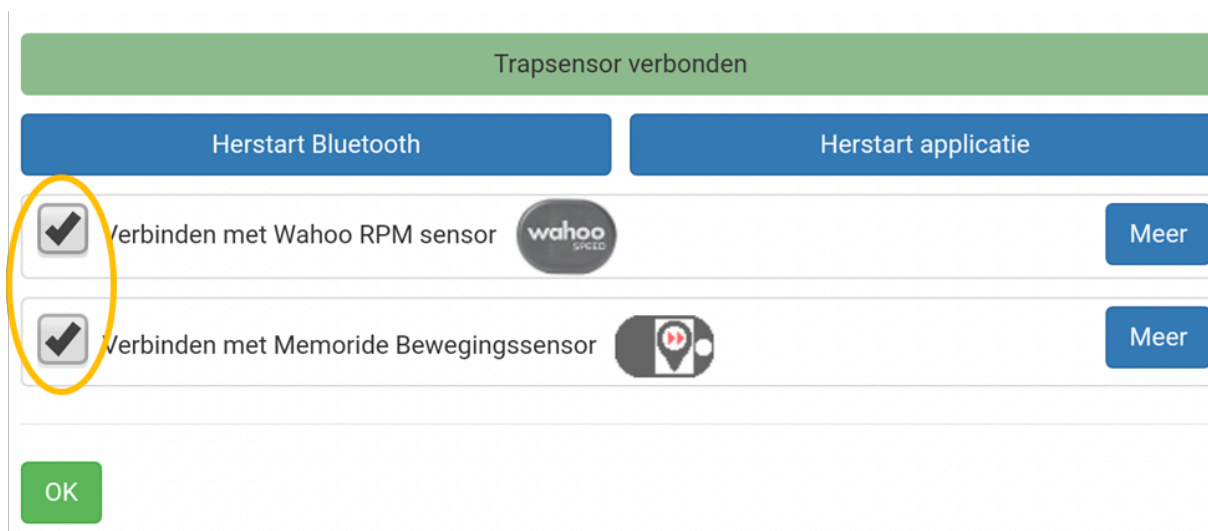 Trapsensor verbonden
Herstart Bluetooth
Herstart applicatie
Verbinden met Wahoo RPM sensor
wahoo
SPEED
Meer
Verbinden met Memoride Bewegingssensor
Meer
OK